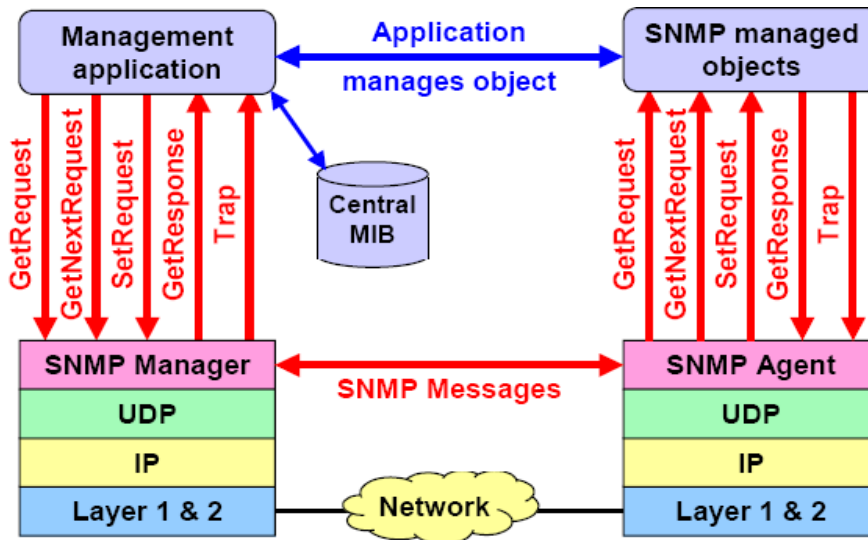 Management
application
Application
manages object
SNMP managed
objects
GetRequest
GetNextRequest
SetRequest
GetResponse
Trap
Central
MIB
GetRequest
GetNextRequest
SetRequest
GetResponse
Trap
SNMP Manager
UDP
IP
Layer 1 & 2
SNMP Messages
Network
SNMP Agent
UDP
IP
Layer 1 & 2